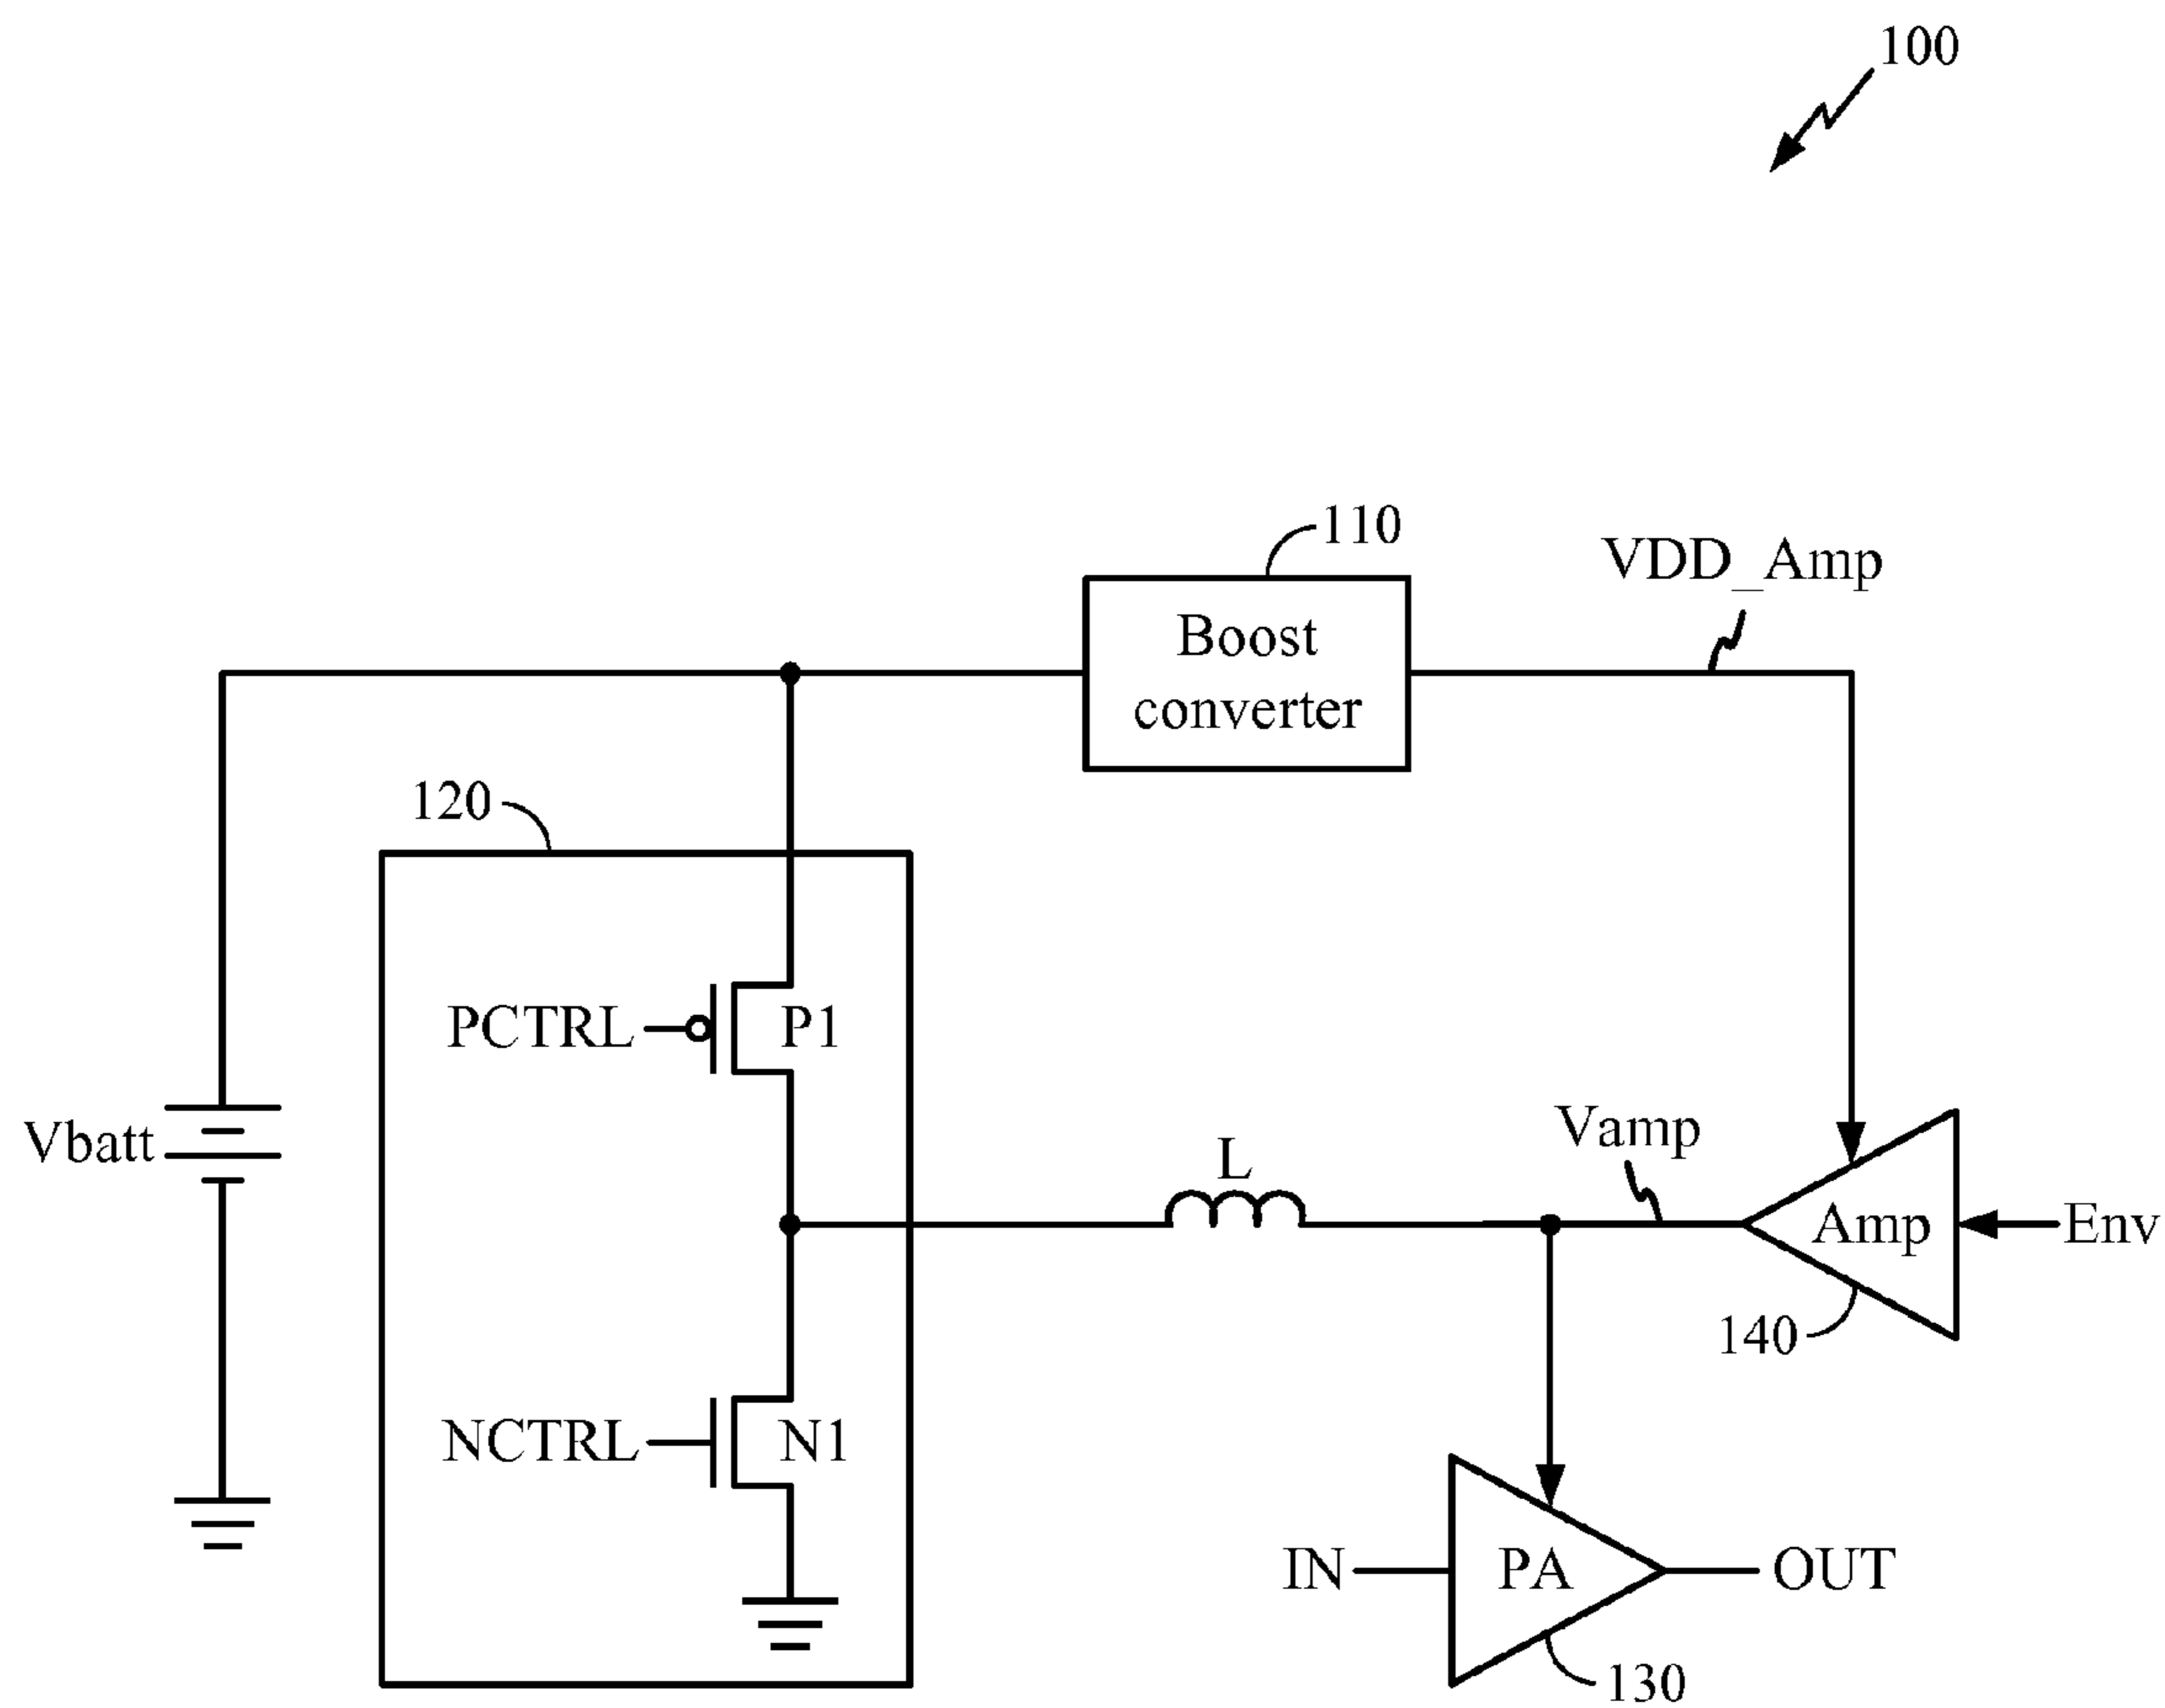 100
110
VDD_Amp
Boost
converter
120
PCTRL
P1
Vbatt
Vamp
L
Amp
Env
140
NCTRL
N1
IN
PA
OUT
130